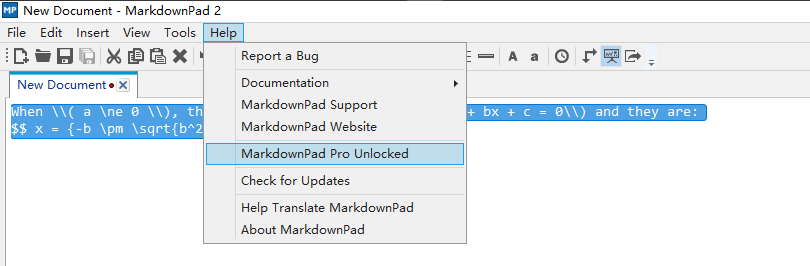 MP New Document - MarkdownPad 2
File Edit Insert View Tools Help
A a
New Document
When \\( a \ne 0 \\), th + bx + c = 0\\) and they are:
$$ x = {-b \pm \sqrt{b^2
Report a Bug
Documentation
MarkdownPad Support
MarkdownPad Website
MarkdownPad Pro Unlocked
Check for Updates
Help Translate MarkdownPad
About MarkdownPad